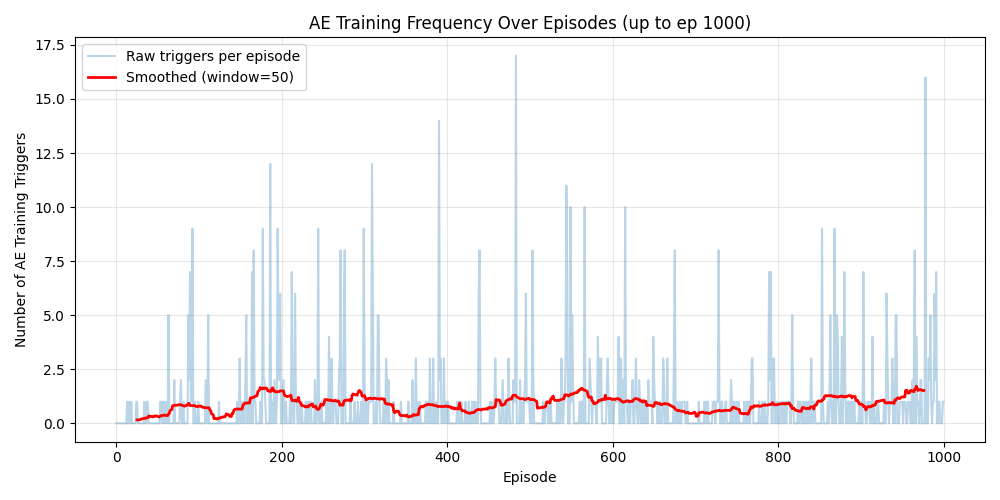 AE Training Frequency Over Episodes (up to ep 1000)
Raw triggers per episode
Smoothed (window=50)
Number of AE Training Triggers
17.5
15.0
12.5
10.0
7.5
5.0
2.5
0.0
0 200 400 600 800 1000
Episode